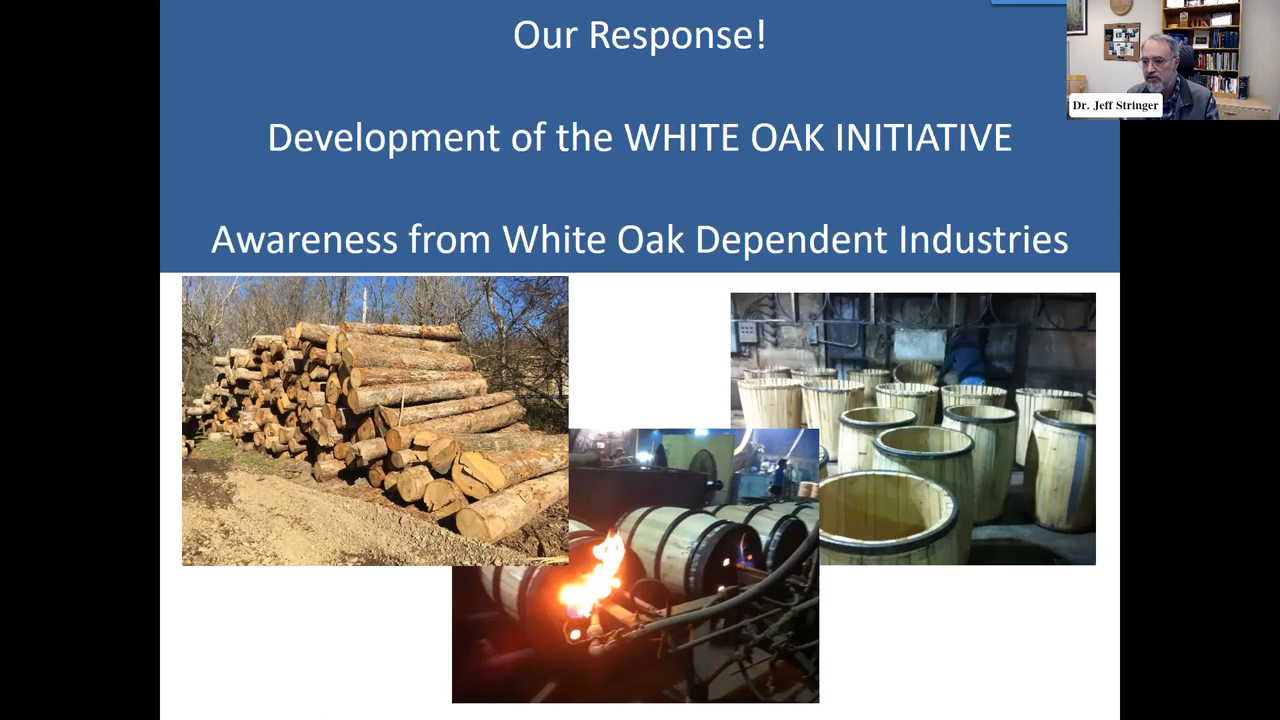 Our Response!
Development of the WHITE OAK INITIATIVE
Awareness from White Oak Dependent Industries
Dr. Jeff Stringer